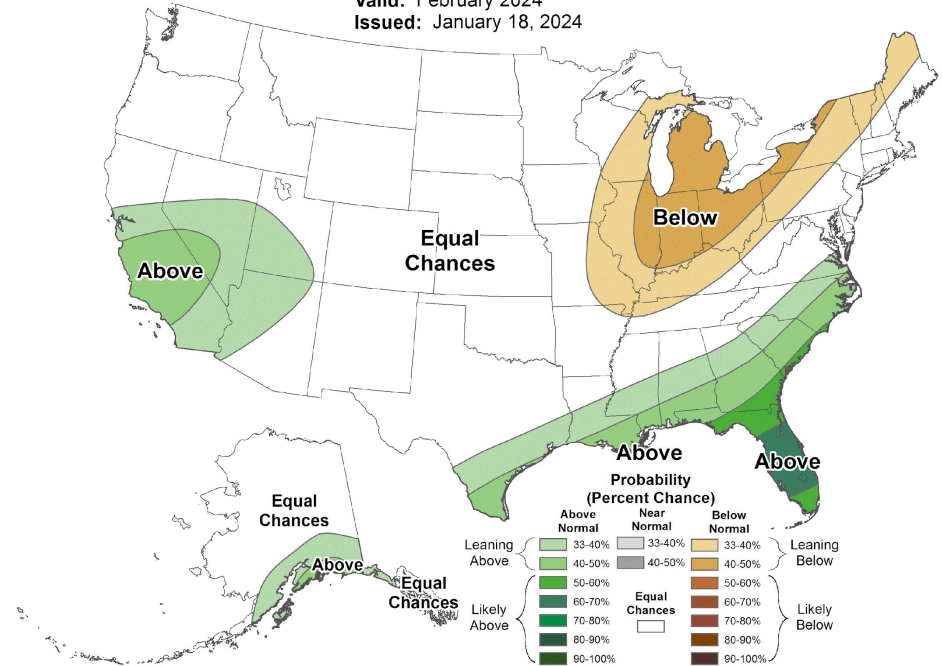 Valid: February 2024
Issued: January 18, 2024
Below
Equal
Chances
Above
Above
Above
Equal
Chances
Above
Equal
Chances
Probability
(Percent Chance)
Above
Normal
Near
Normal
Below
Normal
Leaning
Above
33-40%
40-50%
33-40%
40-50%
33-40%
40-50%
Leaning
Below
Likely
Above
50-60%
60-70%
70-80%
80-90%
90-100%
Equal
Chances
50-60%
60-70%
70-80%
80-90%
90-100%
Likely
Below